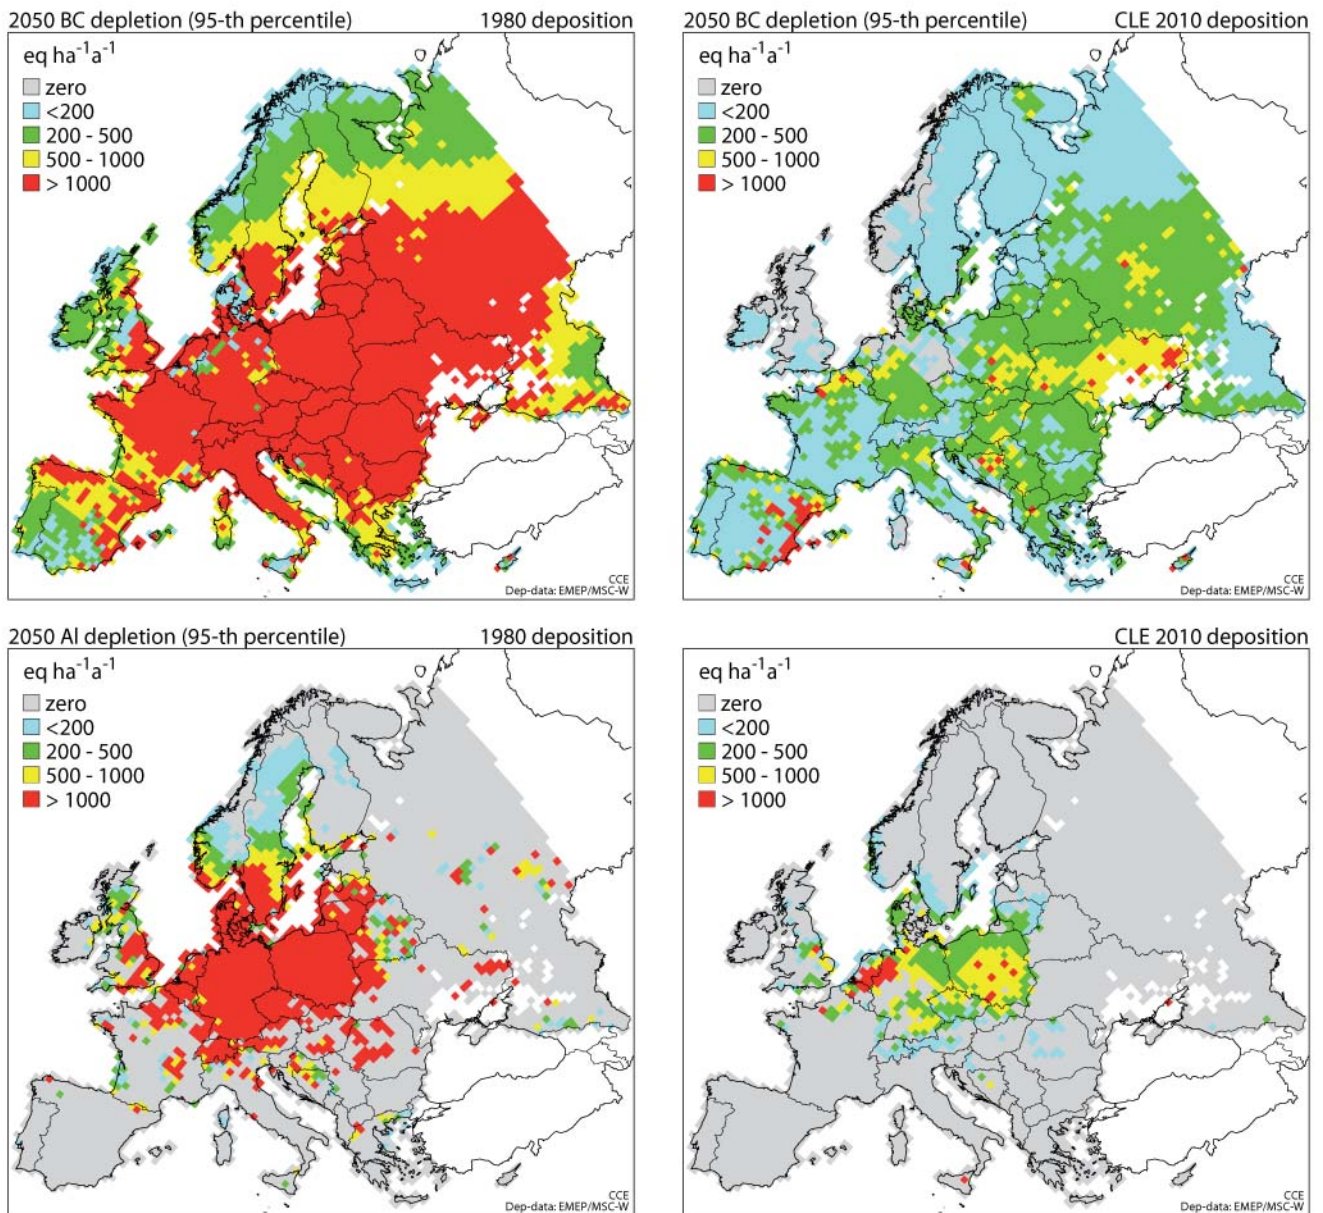 2050 BC depletion (95-th percentile) 1980 deposition
eq ha⁻¹a⁻¹
zero
<200
200 - 500
500 - 1000
> 1000
CCE
Dep-data: EMEP/MSC-W
2050 BC depletion (95-th percentile) CLE 2010 deposition
eq ha⁻¹a⁻¹
zero
<200
200 - 500
500 - 1000
> 1000
CCE
Dep-data: EMEP/MSC-W
2050 Al depletion (95-th percentile) 1980 deposition
eq ha⁻¹a⁻¹
zero
<200
200 - 500
500 - 1000
> 1000
CCE
Dep-data: EMEP/MSC-W
CLE 2010 deposition
eq ha⁻¹a⁻¹
zero
<200
200 - 500
500 - 1000
> 1000
CCE
Dep-data: EMEP/MSC-W